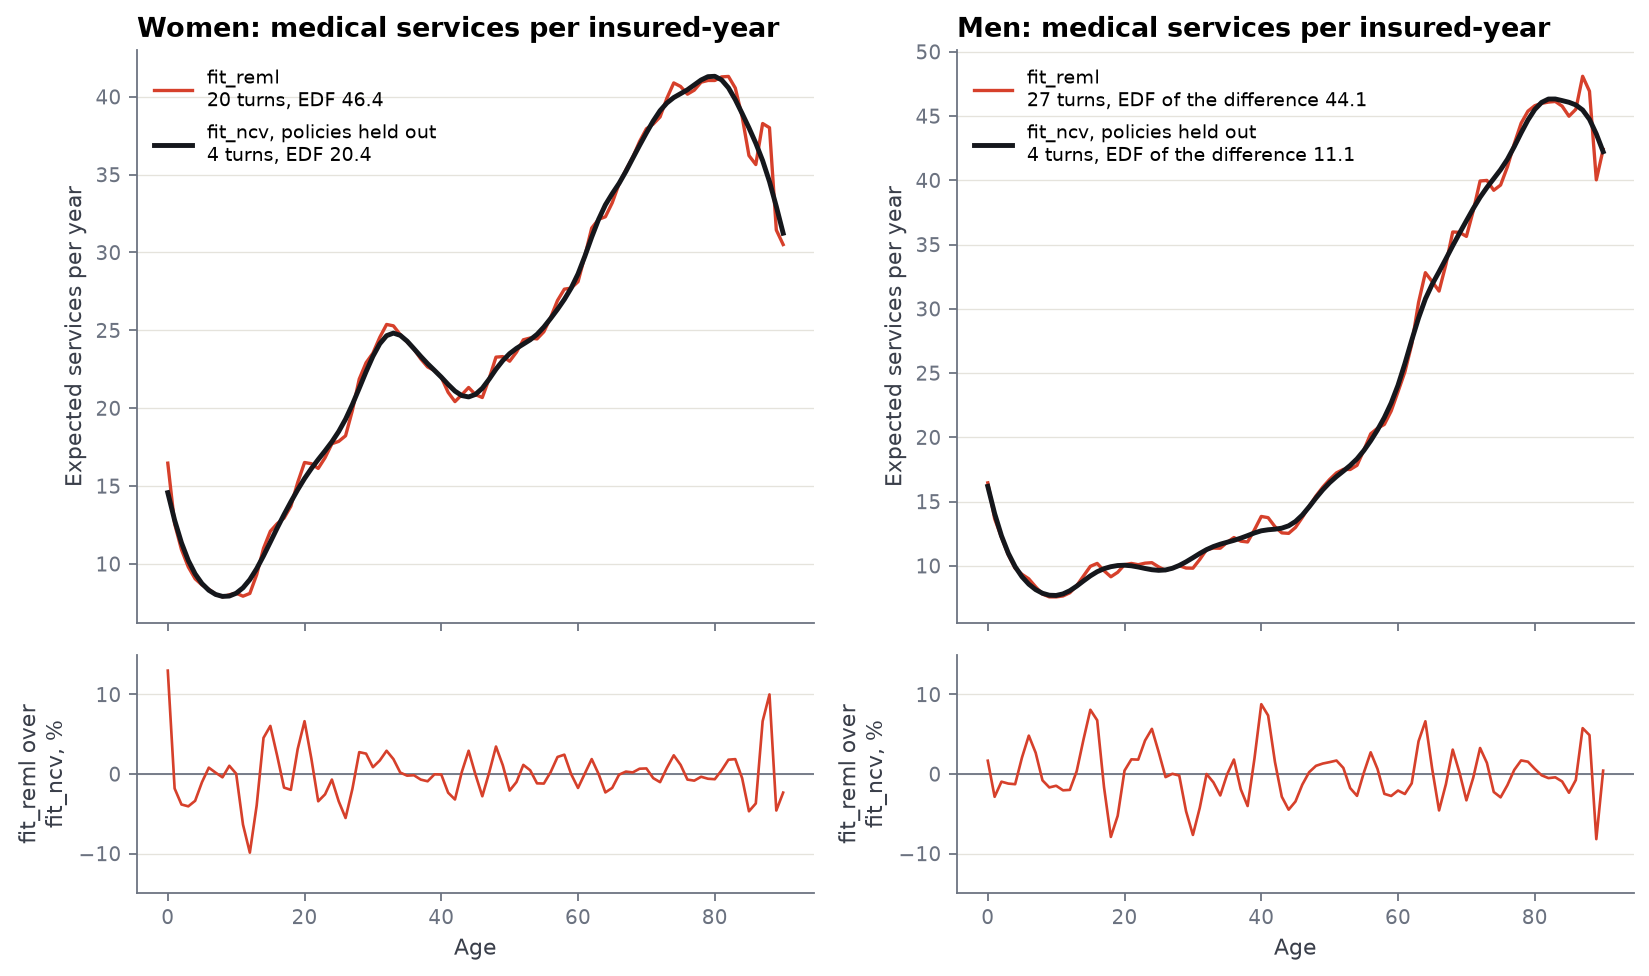 Women: medical services per insured-year
fit_reml
20 turns, EDF 46.4
fit_ncv, policies held out
4 turns, EDF 20.4
Expected services per year
40
35
30
25
20
15
10
Men: medical services per insured-year
fit_reml
27 turns, EDF of the difference 44.1
fit_ncv, policies held out
4 turns, EDF of the difference 11.1
Expected services per year
50
45
40
35
30
25
20
15
10
fit_reml over
fit_ncv, %
10
0
−10
0 20 40 60 80
Age
fit_reml over
fit_ncv, %
10
0
−10
0 20 40 60 80
Age